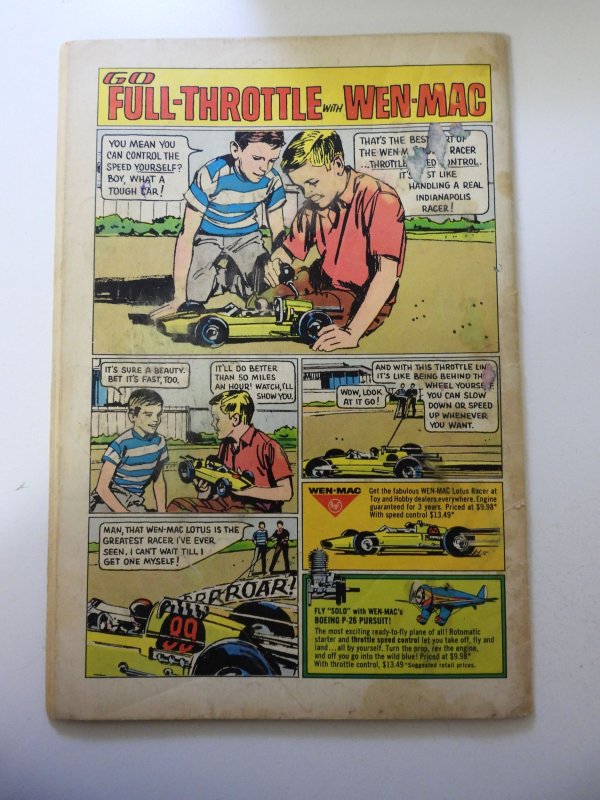 GO
FULL-THROTTLE WITH WEN-MAC
YOU MEAN YOU
CAN CONTROL THE
SPEED YOURSELF?
BOY, WHAT A
TOUGH CAR!
THAT'S THE BEST OF
THE WEN-M RACER
...THROTTLE
IT'S LIKE
HANDLING A REAL
INDIANAPOLIS
RACER!
IT'S SURE A BEAUTY.
BET IT'S FAST, TOO.
IT'LL DO BETTER
THAN 50 MILES
AN HOUR! WATCH, I'LL
SHOW YOU.
WOW, LOOK
AT IT GO!
AND WITH THIS THROTTLE
IT'S LIKE BEING BEHIND
WHEEL YOURSELF.
YOU CAN SLOW
DOWN OR SPEED
UP WHENEVER
YOU WANT.
MAN, THAT WEN-MAC LOTUS IS THE
GREATEST RACER I'VE EVER
SEEN, I CAN'T WAIT TILL I
GET ONE MYSELF!
RRRROAR!
99
WEN-MAC
Get the fabulous WEN-MAC Lotus Racer at
Toy and Hobby dealers everywhere. Engine
guaranteed for 3 years. Priced at $9.98*
With speed control $13.49*
FLY "SOLO" with WEN-MAC's
BOEING P-26 PURSUIT!
The most exciting ready-to-fly plane of all! Rotomatic
starter and throttle speed control let you take off, fly and
land...all by yourself. Turn the prop, rev the engine,
and off you go into the wild blue! Priced at $9.98*
With throttle control, $13.49 *Suggested retail prices.